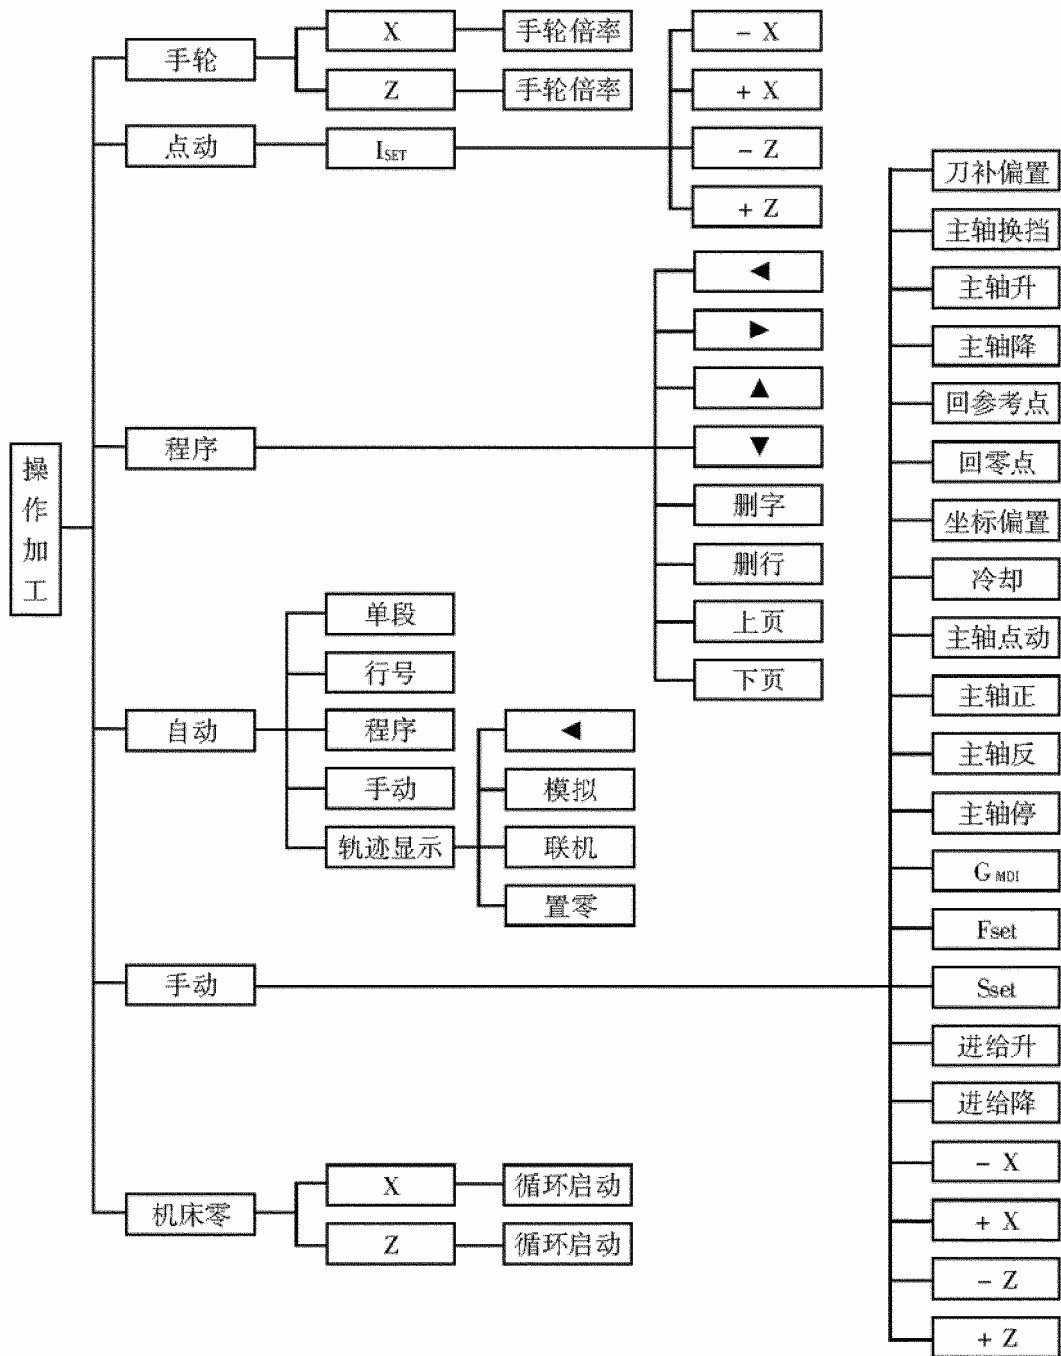 操作加工
手轮
X
手轮倍率
Z
手轮倍率
点动
ISET
－X
＋X
－Z
＋Z
程序
◀
▶
▲
▼
删字
删行
上页
下页
自动
单段
行号
程序
手动
轨迹显示
◀
模拟
联机
置零
手动
刀补偏置
主轴换挡
主轴升
主轴降
回参考点
回零点
坐标偏置
冷却
主轴点动
主轴正
主轴反
主轴停
G MDI
Fset
Sset
进给升
进给降
－X
＋X
－Z
＋Z
机床零
X
循环启动
Z
循环启动